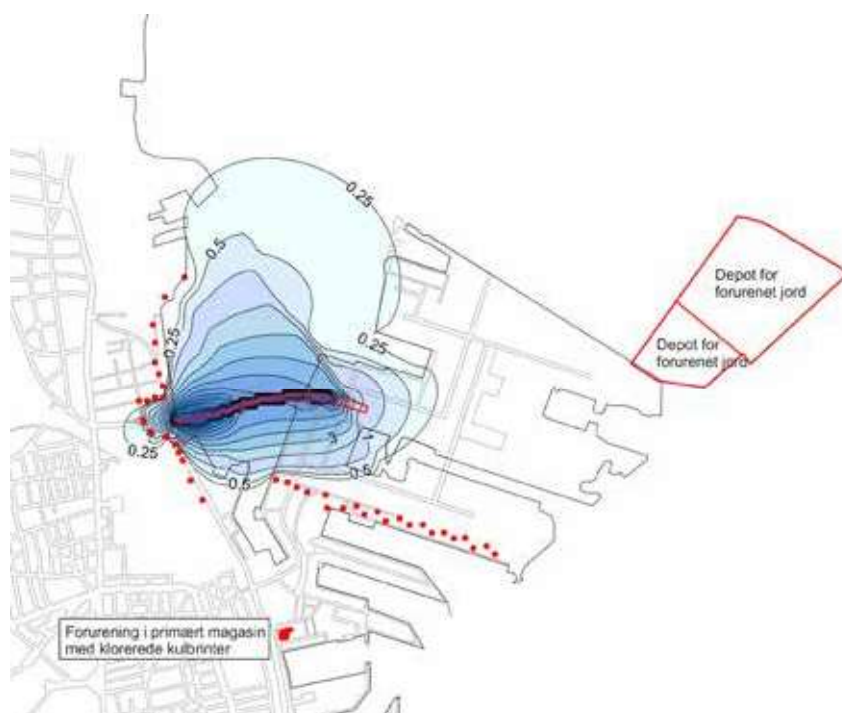 0.25
0.5
Depot for
forurenet jord
0.25
0.25
Depot for
forurenet jord
0.25
3
1
0.5
0.5
Forurening i primært magasin
med klorerede kulbrinter